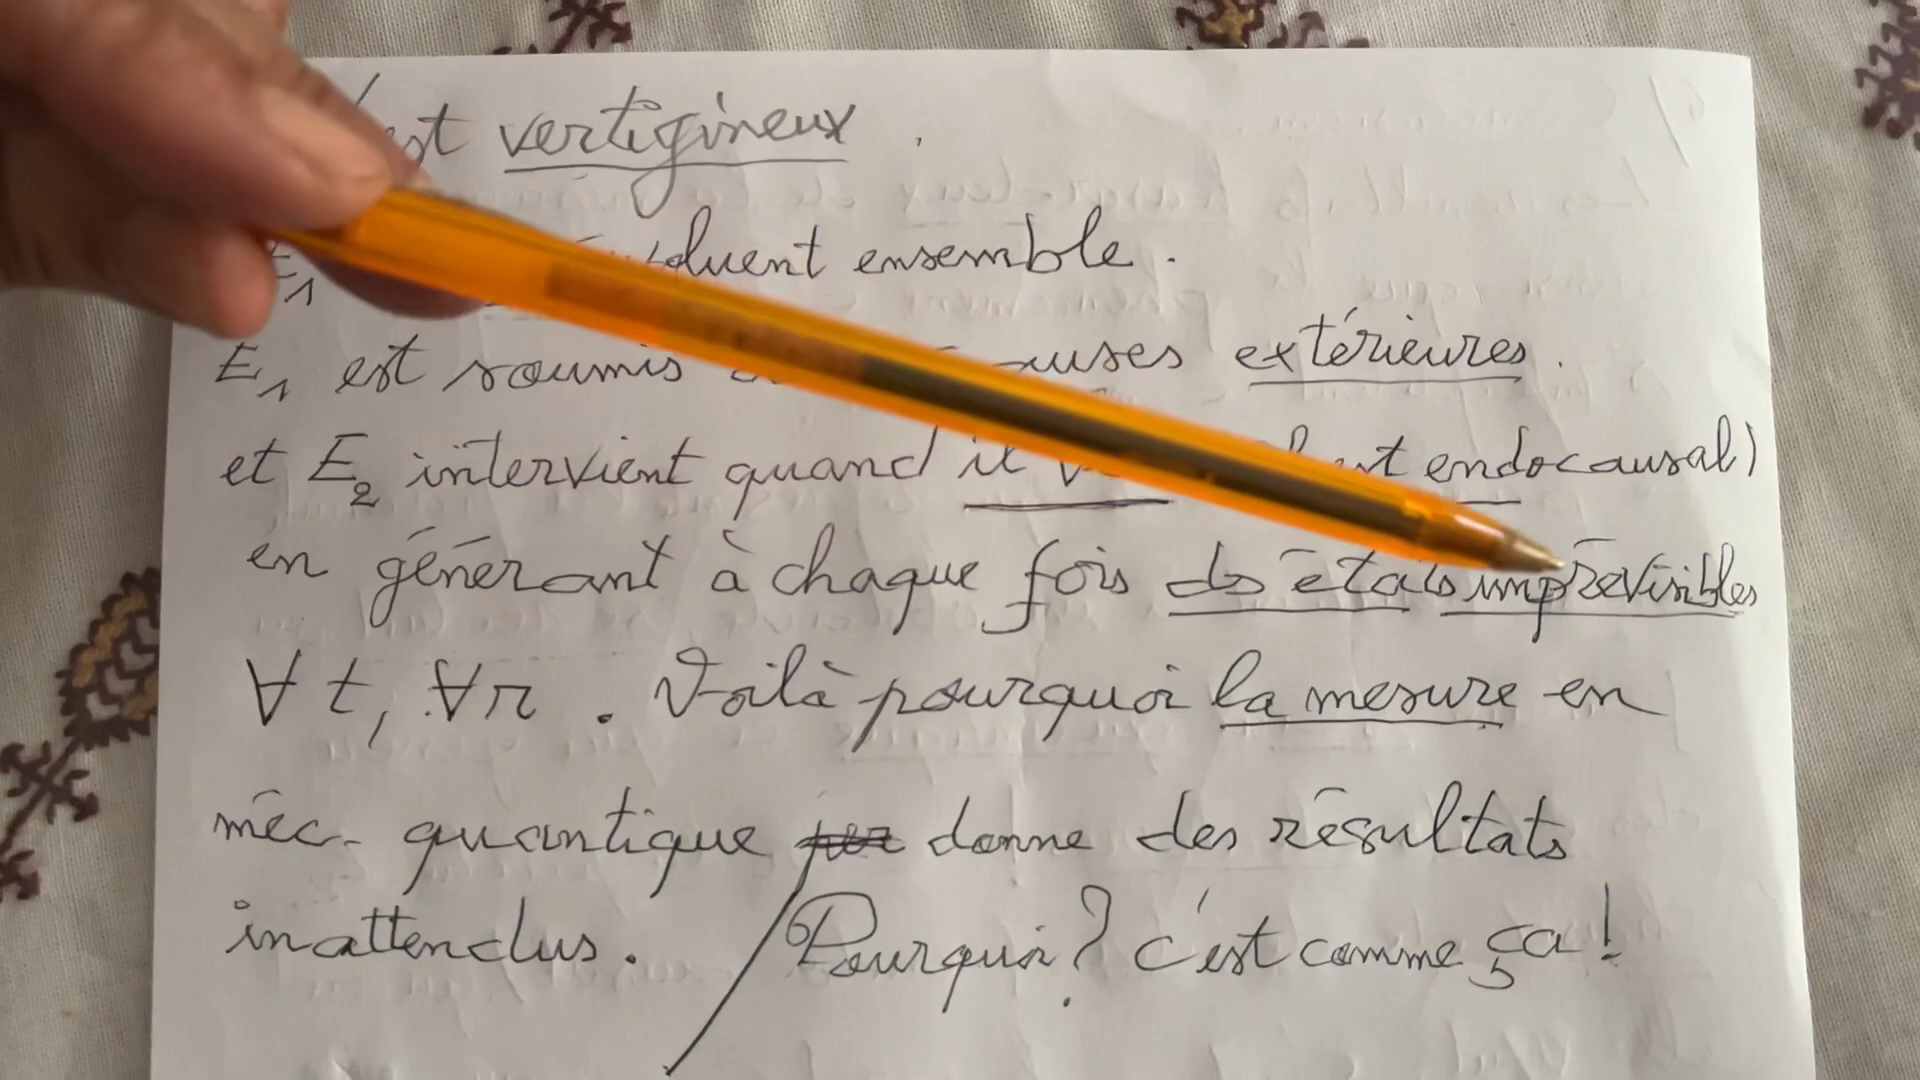 est vertigineux.
E1 évoluent ensemble.
E1 est soumis causes extérieures.
et E2 intervient quand il endocausal)
en générant à chaque fois des états imprévisibles
∀ t, ∀ r. Voilà pourquoi la mesure en
méc. quantique donne des résultats
inattendus. / Pourquoi? c'est comme ça!